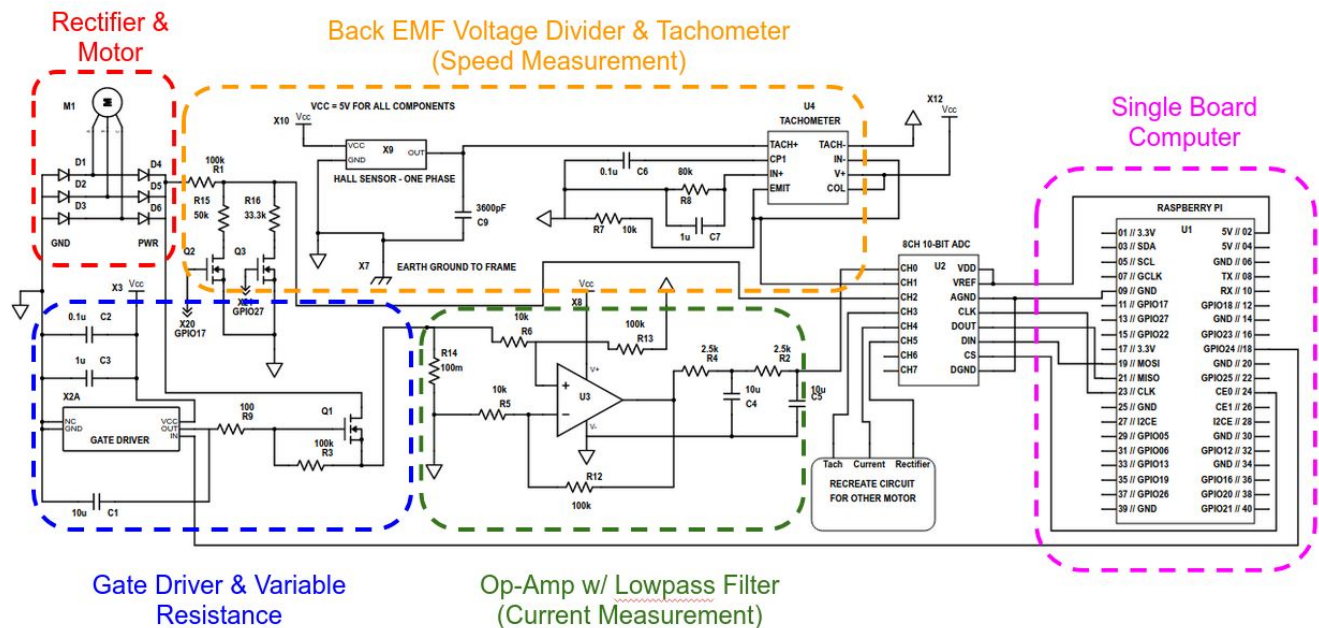 Rectifier &
Motor
Back EMF Voltage Divider & Tachometer
(Speed Measurement)
Single Board
Computer
M1
M
D1
D2
D3
D4
D5
D6
GND
PWR
VCC = 5V FOR ALL COMPONENTS
X10
Vcc
VCC
GND
OUT
X9
HALL SENSOR - ONE PHASE
100k
R1
R15
50k
R16
33.3k
Q2
Q3
X20
GPIO17
GPIO27
3600pF
C9
X7
EARTH GROUND TO FRAME
U4
TACHOMETER
TACH+
CP1
IN+
EMIT
TACH-
IN-
V+
COL
X12
Vcc
0.1u
C6
80k
R8
1u
C7
R7
10k
X3
Vcc
0.1u
C2
1u
C3
X2A
NC
GND
GATE DRIVER
VCC
OUT
IN
100
R9
Q1
100k
R3
10u
C1
X8
Vcc
10k
R6
100k
R13
R14
100m
10k
R5
+
−
V+
V-
U3
R12
100k
2.5k
R4
2.5k
R2
10u
C4
10u
C5
8CH 10-BIT ADC
U2
CH0
CH1
CH2
CH3
CH4
CH5
CH6
CH7
VDD
VREF
AGND
CLK
DOUT
DIN
CS
DGND
Tach
Current
Rectifier
RECREATE CIRCUIT
FOR OTHER MOTOR
RASPBERRY PI
U1
01 // 3.3V
03 // SDA
05 // SCL
07 // GCLK
09 // GND
11 // GPIO17
13 // GPIO27
15 // GPIO22
17 // 3.3V
19 // MOSI
21 // MISO
23 // CLK
25 // GND
27 // I2CE
29 // GPIO05
31 // GPIO06
33 // GPIO13
35 // GPIO19
37 // GPIO26
39 // GND
5V // 02
5V // 04
GND // 06
TX // 08
RX // 10
GPIO18 // 12
GND // 14
GPIO23 // 16
GPIO24 //18
GND // 20
GPIO25 // 22
CE0 // 24
CE1 // 26
I2CE // 28
GND // 30
GPIO12 // 32
GND // 34
GPIO16 // 36
GPIO20 // 38
GPIO21 // 40
Gate Driver & Variable
Resistance
Op-Amp w/ Lowpass Filter
(Current Measurement)